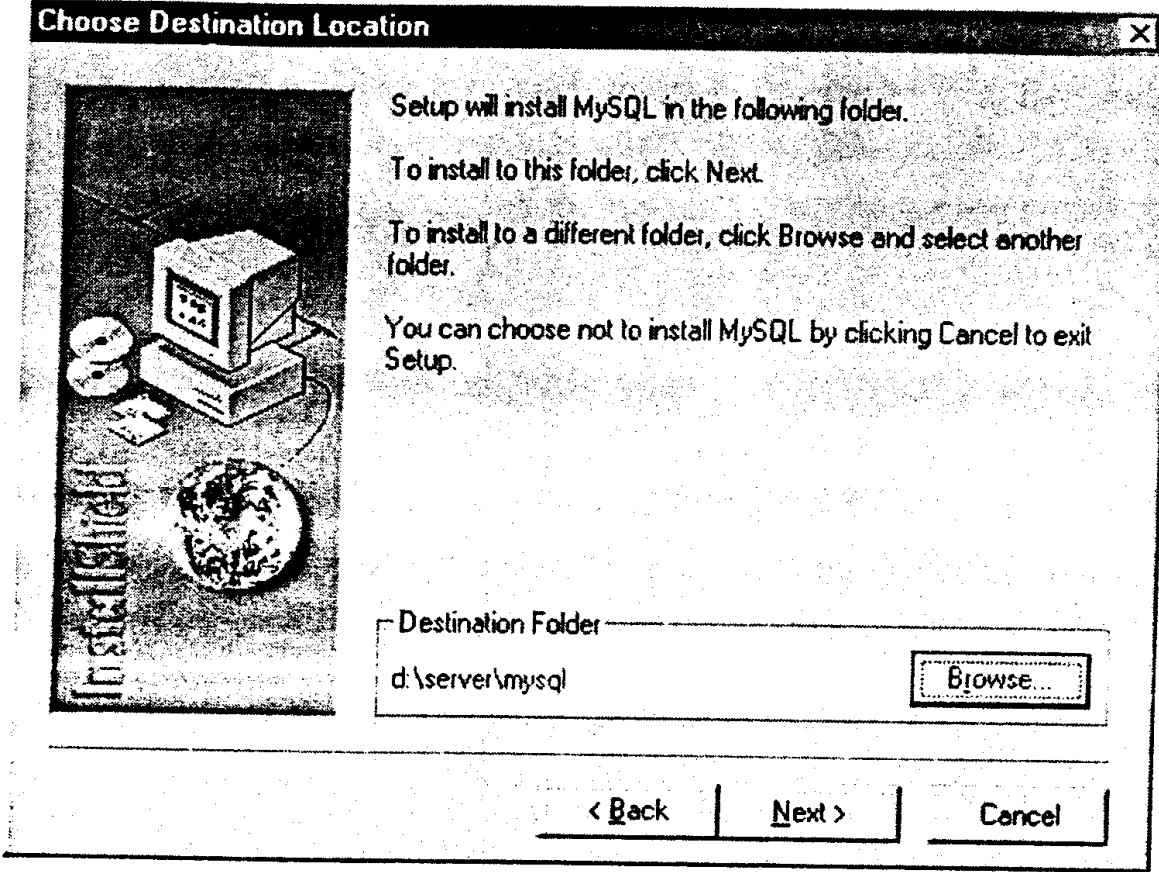 Choose Destination Location
Setup will install MySQL in the following folder.
To install to this folder, click Next.
To install to a different folder, click Browse and select another
folder.
You can choose not to install MySQL by clicking Cancel to exit
Setup.
InstallShield
Destination Folder
d:\server\mysql
Browse...
< Back
Next >
Cancel